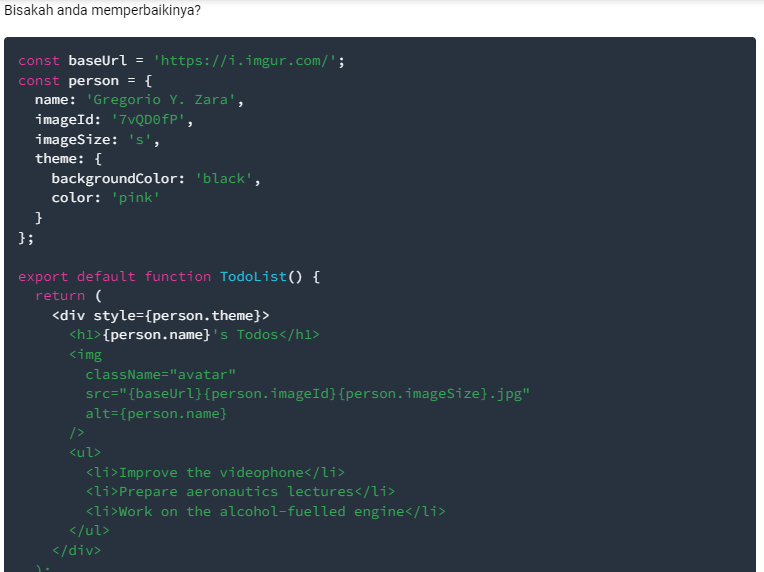 Bisakah anda memperbaikinya?
const baseUrl = 'https://i.imgur.com/';
const person = {
  name: 'Gregorio Y. Zara',
  imageId: '7vQD0fP',
  imageSize: 's',
  theme: {
    backgroundColor: 'black',
    color: 'pink'
  }
};

export default function TodoList() {
  return (
    <div style={person.theme}>
      <h1>{person.name}'s Todos</h1>
      <img
        className="avatar"
        src="{baseUrl}{person.imageId}{person.imageSize}.jpg"
        alt={person.name}
      />
      <ul>
        <li>Improve the videophone</li>
        <li>Prepare aeronautics lectures</li>
        <li>Work on the alcohol-fuelled engine</li>
      </ul>
    </div>
  );